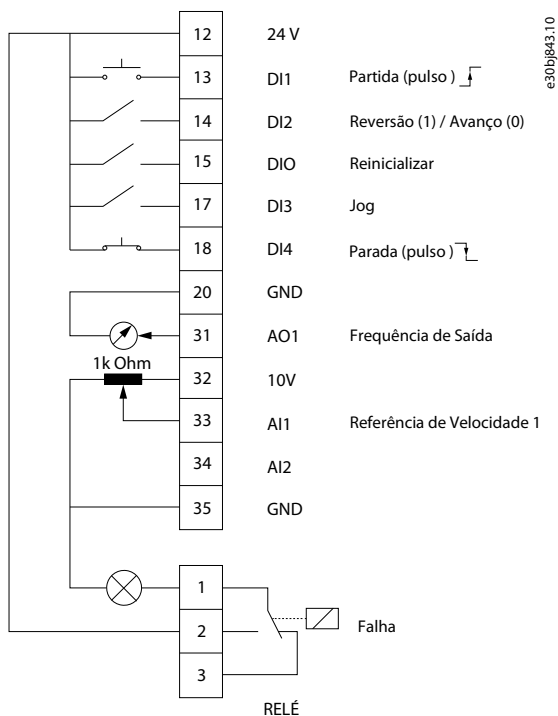 e30bj843.10
12 24 V
13 DI1 Partida (pulso)
14 DI2 Reversão (1) / Avanço (0)
15 DIO Reinicializar
17 DI3 Jog
18 DI4 Parada (pulso)
20 GND
31 AO1 Frequência de Saída
1k Ohm
32 10V
33 AI1 Referência de Velocidade 1
34 AI2
35 GND
1
2
Falha
3
RELÉ